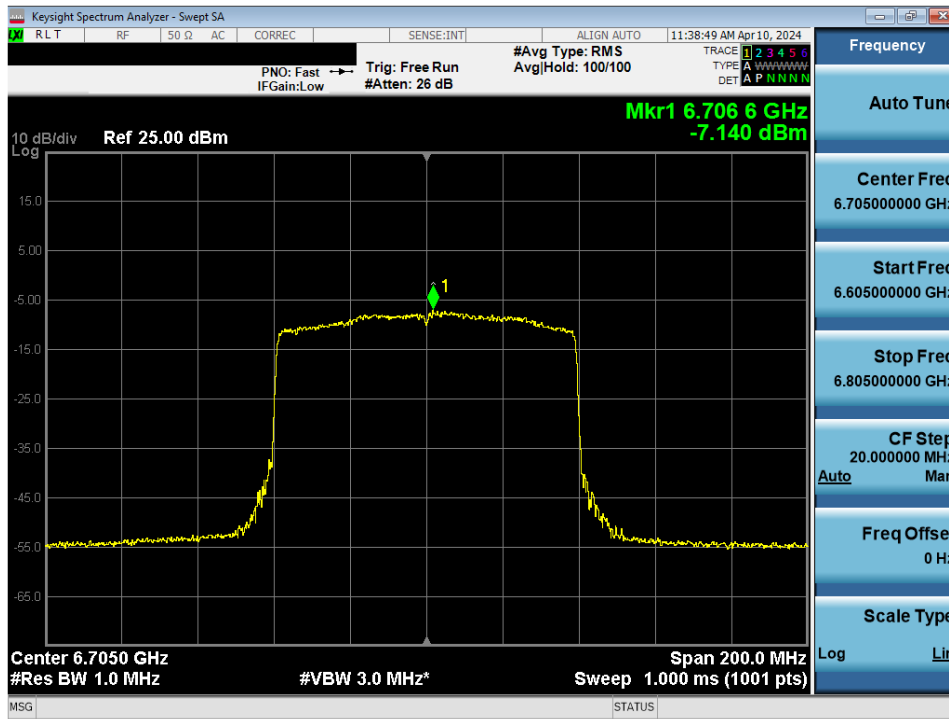 Keysight Spectrum Analyzer - Swept SA
LXI RLT RF 50 Ω AC CORREC SENSE:INT ALIGN AUTO 11:38:49 AM Apr 10, 2024
PNO: Fast
IFGain:Low
Trig: Free Run
#Atten: 26 dB
#Avg Type: RMS
Avg|Hold: 100/100
TRACE 1 2 3 4 5 6
TYPE A WWWWW
DET A P N N N N
Mkr1 6.706 6 GHz
-7.140 dBm
10 dB/div Ref 25.00 dBm
Log
15.0
5.00
-5.00
-15.0
-25.0
-35.0
-45.0
-55.0
-65.0
1
Center 6.7050 GHz Span 200.0 MHz
#Res BW 1.0 MHz #VBW 3.0 MHz* Sweep 1.000 ms (1001 pts)
MSG STATUS
Frequency
Auto Tune
Center Freq
6.705000000 GHz
Start Freq
6.605000000 GHz
Stop Freq
6.805000000 GHz
CF Step
20.000000 MHz
Auto Man
Freq Offset
0 Hz
Scale Type
Log Lin